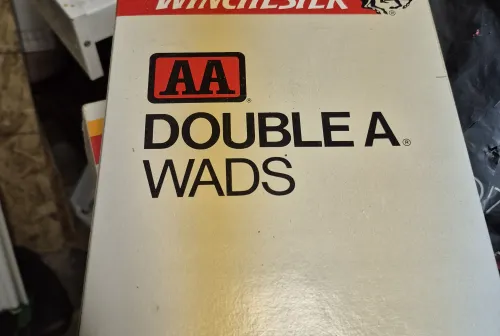 WINCHESTER
®
AA
®
DOUBLE A®
WADS